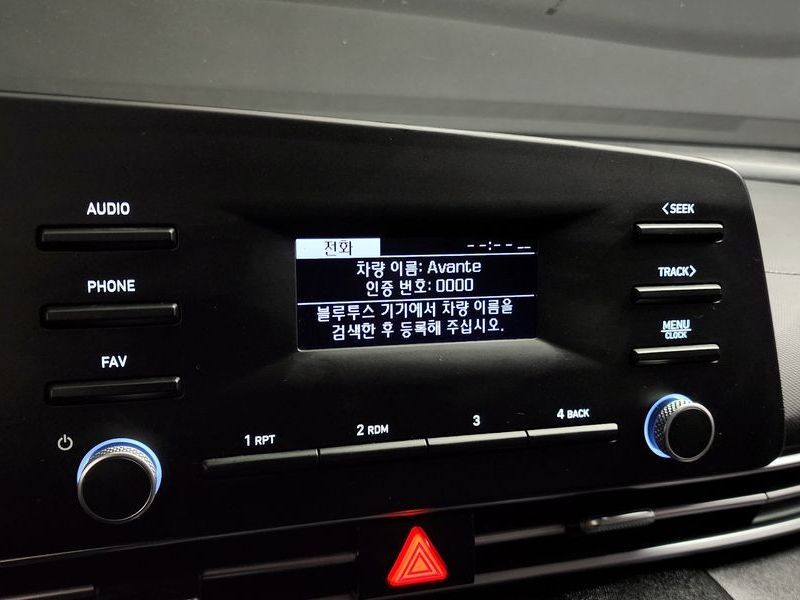 AUDIO
PHONE
FAV
전화
--:-- __
차량 이름: Avante
인증 번호: 0000
블루투스 기기에서 차량 이름을
검색한 후 등록해 주십시오.
<SEEK
TRACK>
MENU
CLOCK
1 RPT
2 RDM
3
4 BACK